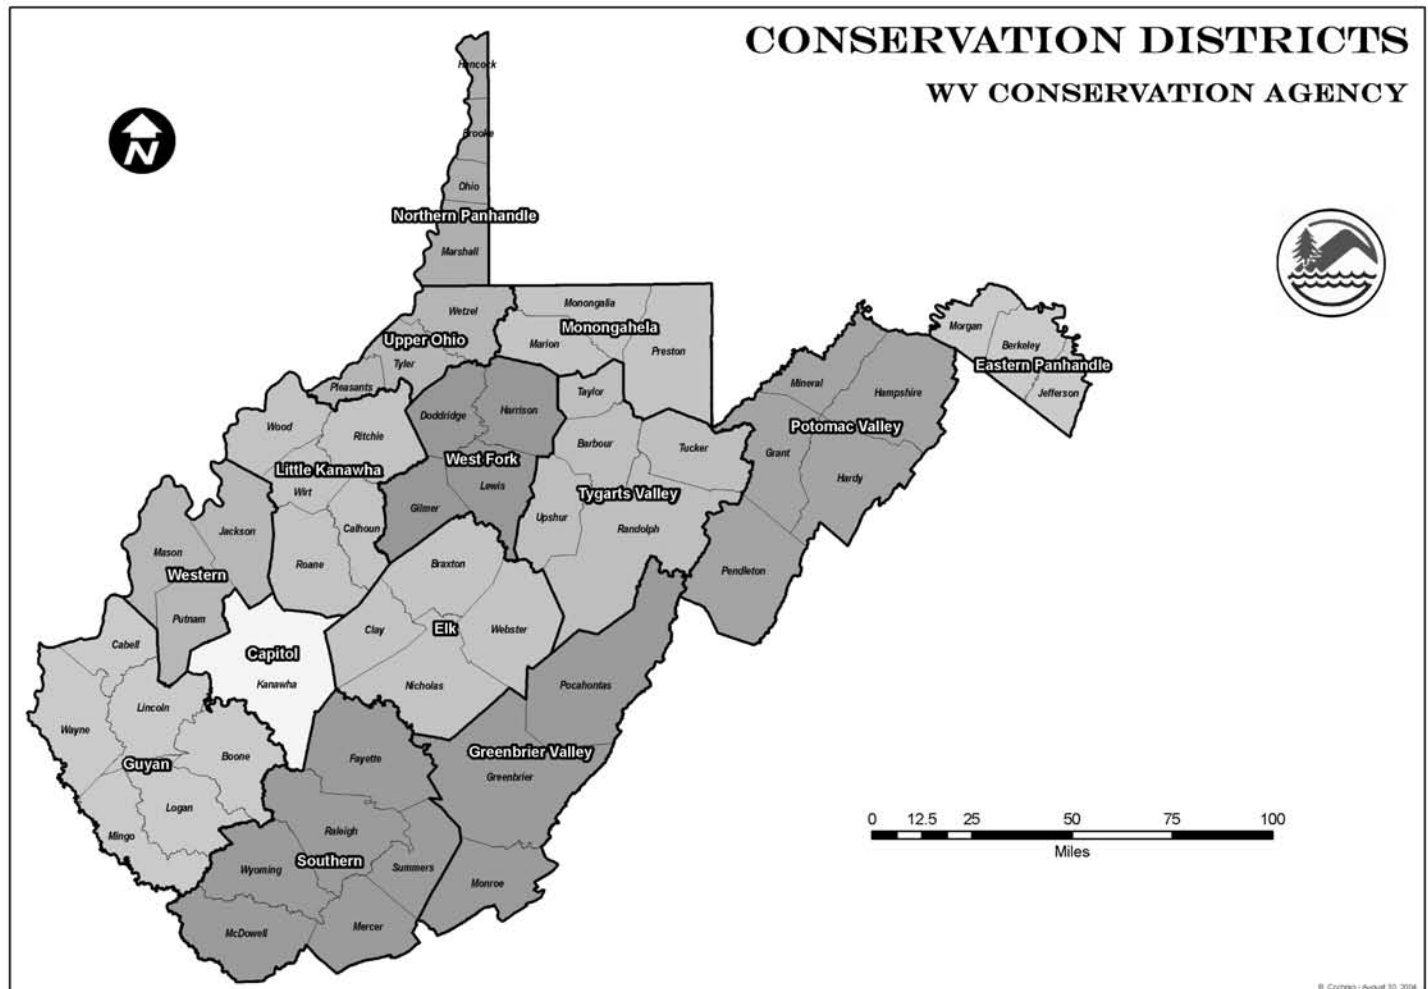 CONSERVATION DISTRICTS
WV CONSERVATION AGENCY
N
Hancock
Brooke
Ohio
Northern Panhandle
Marshall
Wetzel
Upper Ohio
Tyler
Pleasants
Monongalia
Monongahela
Marion
Preston
Morgan
Berkeley
Eastern Panhandle
Jefferson
Mineral
Hampshire
Potomac Valley
Grant
Hardy
Pendleton
Doddridge
Harrison
West Fork
Lewis
Gilmer
Taylor
Barbour
Tucker
Tygarts Valley
Upshur
Randolph
Wood
Ritchie
Little Kanawha
Wirt
Calhoun
Roane
Jackson
Mason
Western
Putnam
Braxton
Clay
Elk
Webster
Nicholas
Capitol
Kanawha
Cabell
Lincoln
Wayne
Boone
Guyan
Logan
Mingo
Pocahontas
Greenbrier Valley
Greenbrier
Monroe
Fayette
Raleigh
Southern
Summers
Wyoming
Mercer
McDowell
0 12.5 25 50 75 100
Miles
August 30, 2004